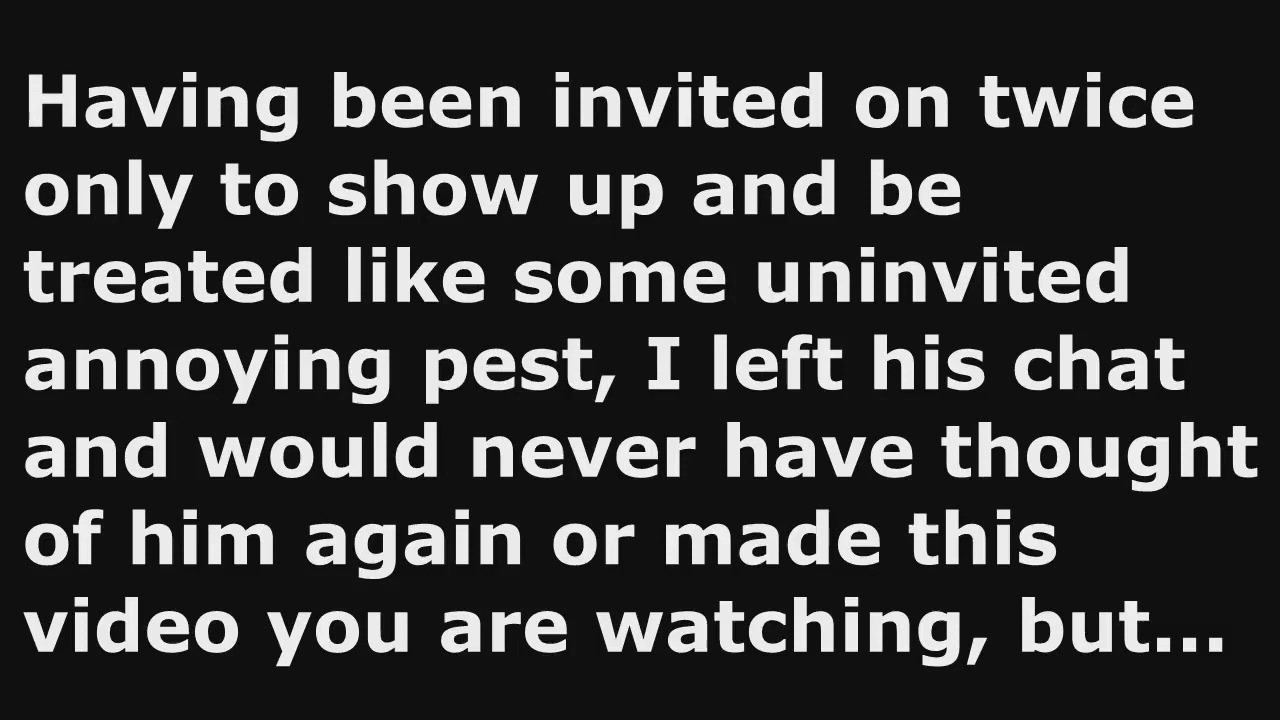 Having been invited on twice
only to show up and be
treated like some uninvited
annoying pest, I left his chat
and would never have thought
of him again or made this
video you are watching, but...